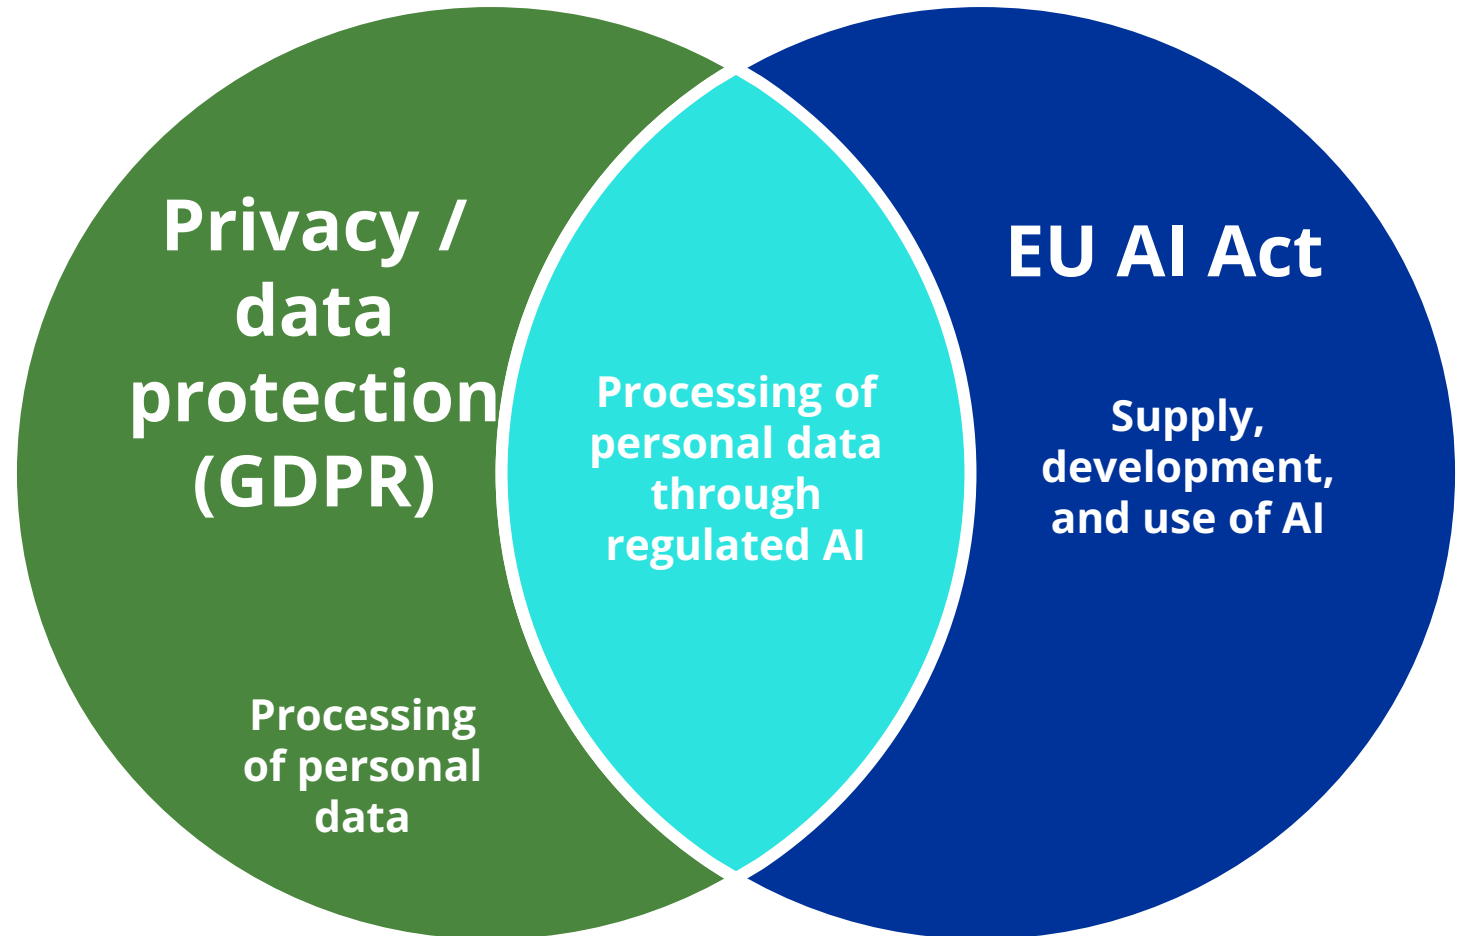 Privacy /
data
protection
(GDPR)
Processing
of personal
data
Processing of
personal data
through
regulated AI
EU AI Act
Supply,
development,
and use of AI